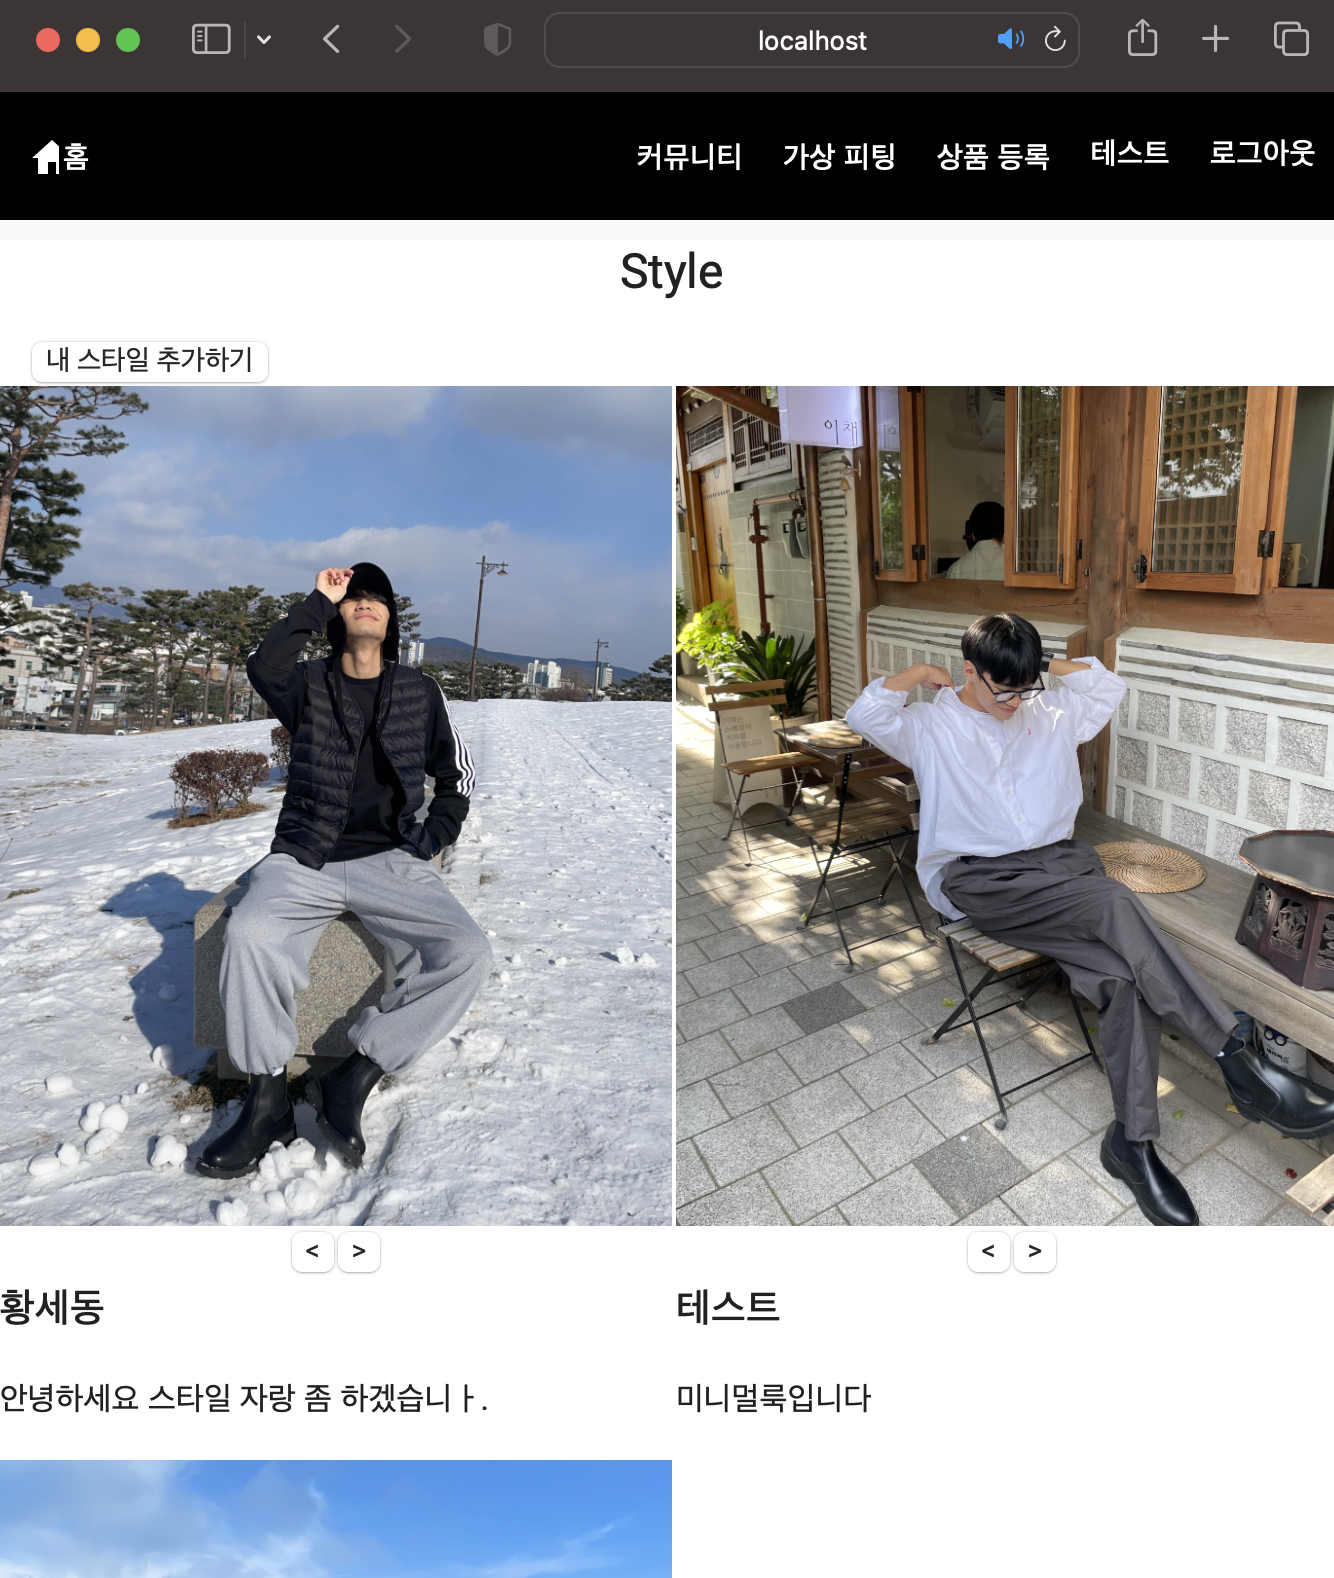 localhost
홈 커뮤니티 가상 피팅 상품 등록 테스트 로그아웃
Style
내 스타일 추가하기
이채
< >
< >
황세동
테스트
안녕하세요 스타일 자랑 좀 하겠습니ㅏ.
미니멀룩입니다